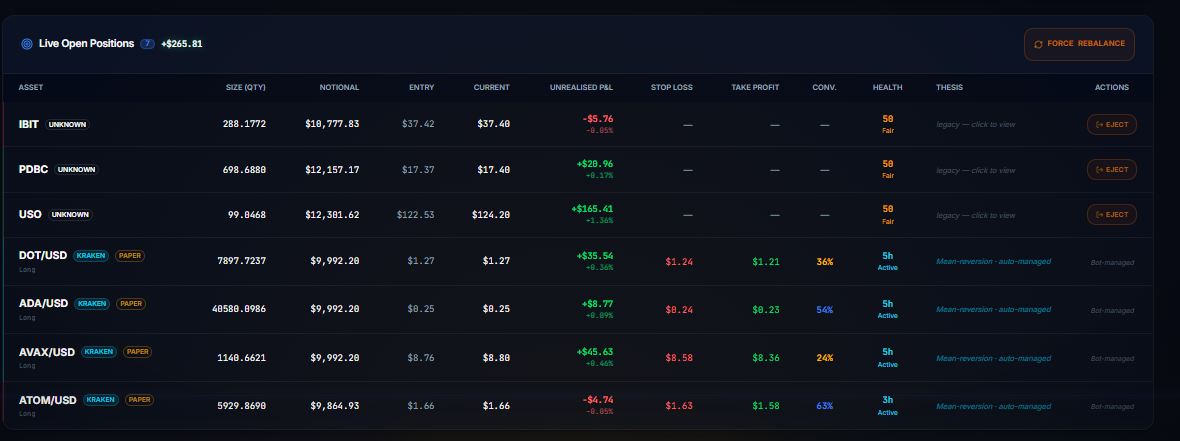 Live Open Positions 7 +$265.81
FORCE REBALANCE
ASSET SIZE (QTY) NOTIONAL ENTRY CURRENT UNREALISED P&L STOP LOSS TAKE PROFIT CONV. HEALTH THESIS ACTIONS
IBIT UNKNOWN 288.1772 $10,777.83 $37.42 $37.40 -$5.76 — — — 50 legacy — click to view EJECT
-0.05% Fair
PDBC UNKNOWN 698.6880 $12,157.17 $17.37 $17.40 +$20.96 — — — 50 legacy — click to view EJECT
+0.17% Fair
USO UNKNOWN 99.0468 $12,301.62 $122.53 $124.20 +$165.41 — — — 50 legacy — click to view EJECT
+1.36% Fair
DOT/USD KRAKEN PAPER 7897.7237 $9,992.20 $1.27 $1.27 +$35.54 $1.24 $1.21 36% 5h Mean-reversion · auto-managed Bot-managed
Long +0.36% Active
ADA/USD KRAKEN PAPER 40580.0986 $9,992.20 $0.25 $0.25 +$8.77 $0.24 $0.23 54% 5h Mean-reversion · auto-managed Bot-managed
Long +0.09% Active
AVAX/USD KRAKEN PAPER 1140.6621 $9,992.20 $8.76 $8.80 +$45.63 $8.58 $8.36 24% 5h Mean-reversion · auto-managed Bot-managed
Long +0.46% Active
ATOM/USD KRAKEN PAPER 5929.8690 $9,864.93 $1.66 $1.66 -$4.74 $1.63 $1.58 63% 3h Mean-reversion · auto-managed Bot-managed
Long -0.05% Active